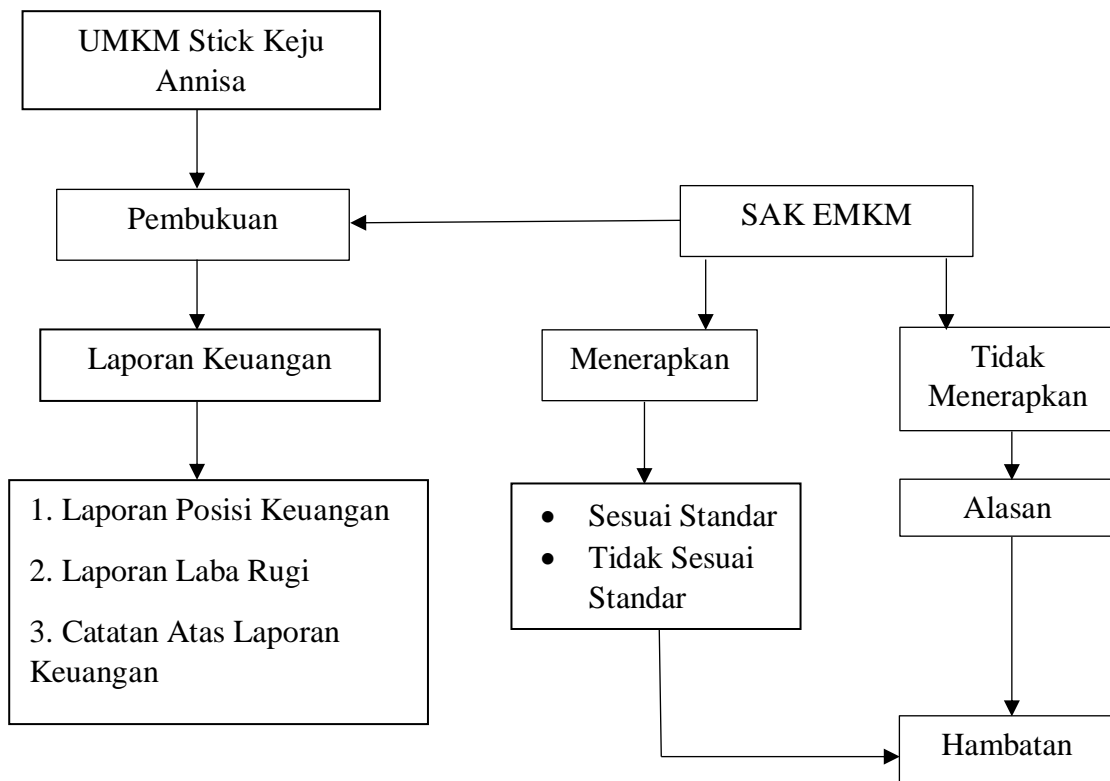 UMKM Stick Keju
Annisa
Pembukuan
SAK EMKM
Laporan Keuangan
Menerapkan
Tidak
Menerapkan
1. Laporan Posisi Keuangan
2. Laporan Laba Rugi
3. Catatan Atas Laporan
Keuangan
• Sesuai Standar
• Tidak Sesuai
Standar
Alasan
Hambatan